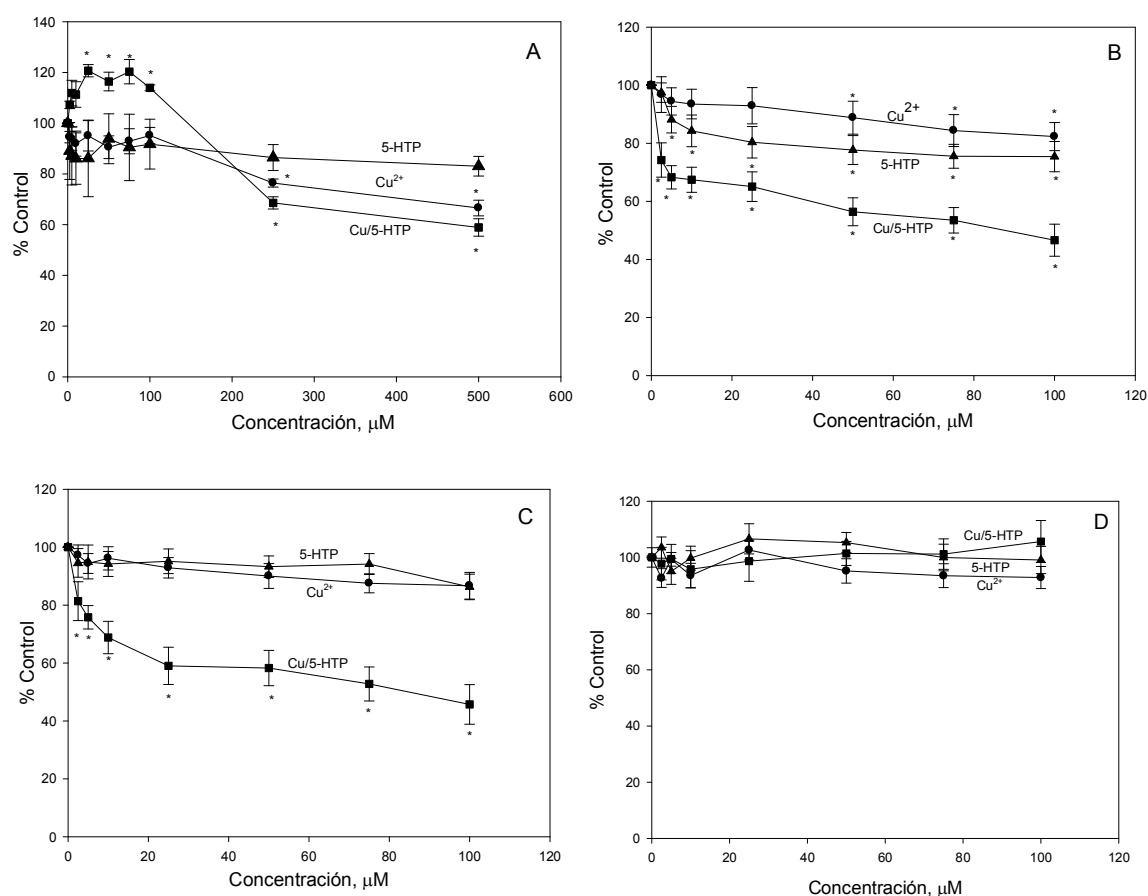 A
% Control
140
120
100
80
60
40
20
0
* * * *
5-HTP
Cu2+
*
*
Cu/5-HTP
*
*
0 100 200 300 400 500 600
Concentración, μM
B
% Control
120
100
80
60
40
20
0
* * *
Cu2+
* * * * * * *
5-HTP
* * * * * * *
Cu/5-HTP
0 20 40 60 80 100 120
Concentración, μM
C
% Control
120
100
80
60
40
20
0
5-HTP
Cu2+
Cu/5-HTP
* * * * * * *
0 20 40 60 80 100 120
Concentración, μM
D
% Control
120
100
80
60
40
20
0
Cu/5-HTP
5-HTP
Cu2+
0 20 40 60 80 100 120
Concentración, μM